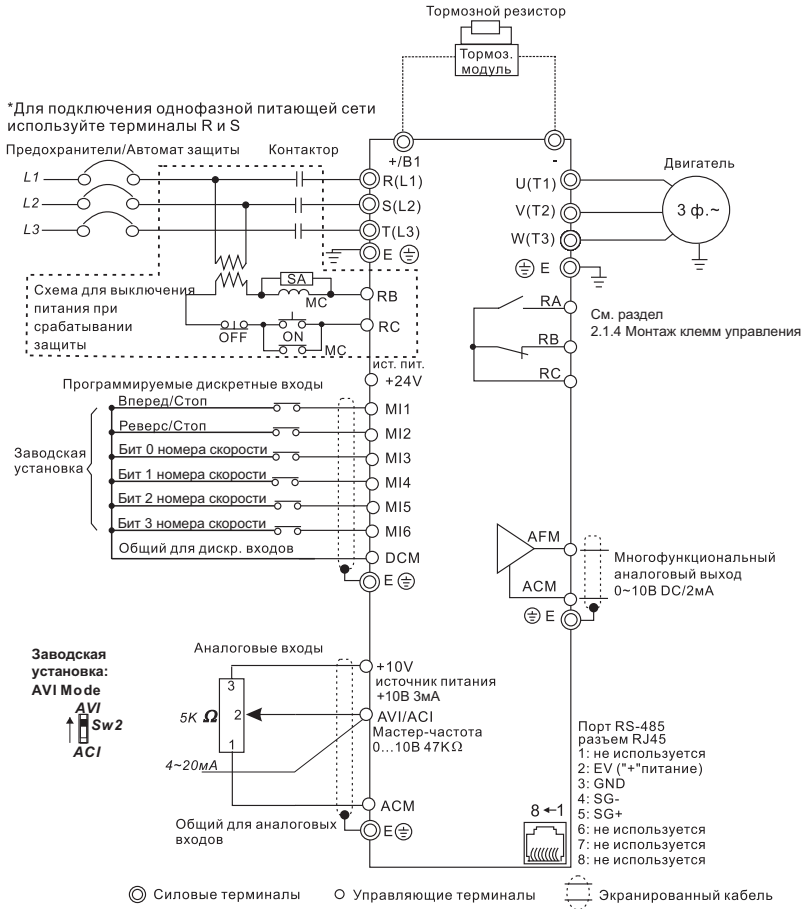 Тормозной резистор
Тормоз.
модуль
*Для подключения однофазной питающей сети
используйте терминалы R и S
Предохранители/Автомат защиты
Контактор
+/B1
-
Двигатель
L1
R(L1)
U(T1)
L2
S(L2)
V(T2)
3 ф.~
L3
T(L3)
W(T3)
E
E
Схема для выключения
питания при
срабатывании
защиты
SA
MC
RB
OFF
ON
MC
RC
RA
RB
RC
См. раздел
2.1.4 Монтаж клемм управления
ист. пит.
+24V
Программируемые дискретные входы
Заводская
установка
Вперед/Стоп
MI1
Реверс/Стоп
MI2
Бит 0 номера скорости
MI3
Бит 1 номера скорости
MI4
Бит 2 номера скорости
MI5
Бит 3 номера скорости
MI6
Общий для дискр. входов
DCM
E
AFM
ACM
E
Многофункциональный
аналоговый выход
0~10В DC/2мА
Заводская
установка:
AVI Mode
AVI
Sw2
ACI
Аналоговые входы
3
2
1
5K Ω
4~20мА
+10V
источник питания
+10В 3мА
AVI/ACI
Мастер-частота
0...10В 47КΩ
ACM
Общий для аналоговых
входов
E
8←1
Порт RS-485
разъем RJ45
1: не используется
2: EV ("+"питание)
3: GND
4: SG-
5: SG+
6: не используется
7: не используется
8: не используется
Силовые терминалы
Управляющие терминалы
Экранированный кабель